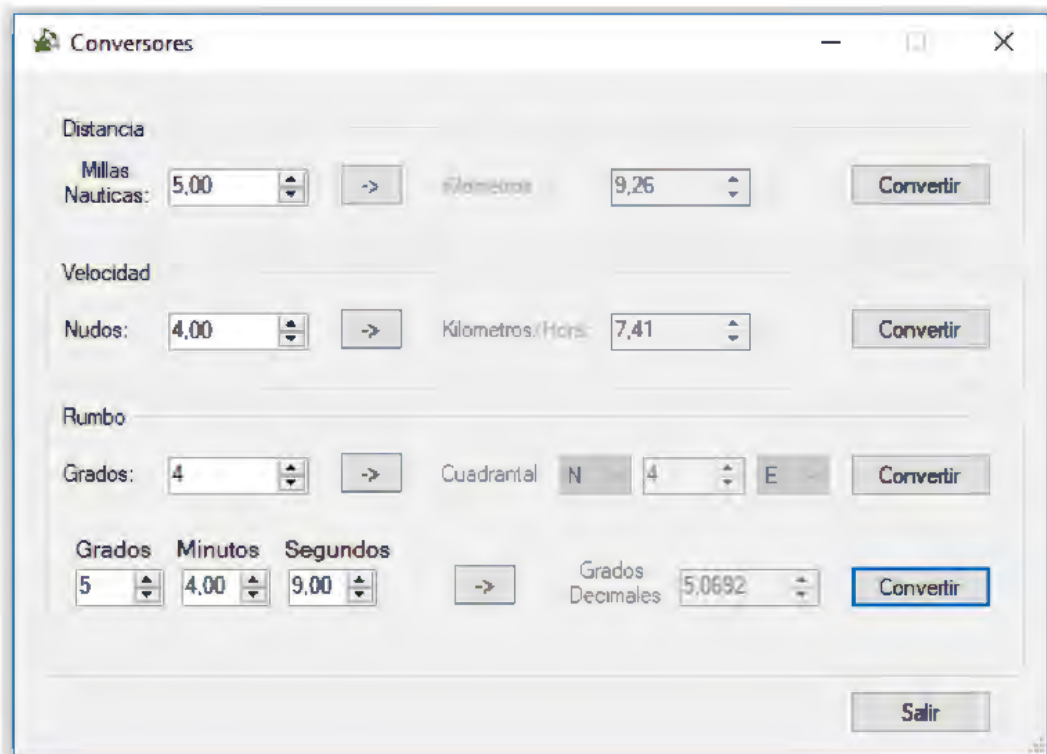 Conversores
Distancia
Millas
Nauticas:
5,00
->
Kilometros
9,26
Convertir
Velocidad
Nudos:
4,00
->
Kilometros/Hora:
7,41
Convertir
Rumbo
Grados:
4
->
Cuadrantal
N
4
E
Convertir
Grados Minutos Segundos
5
4,00
9,00
->
Grados
Decimales
5,0692
Convertir
Salir